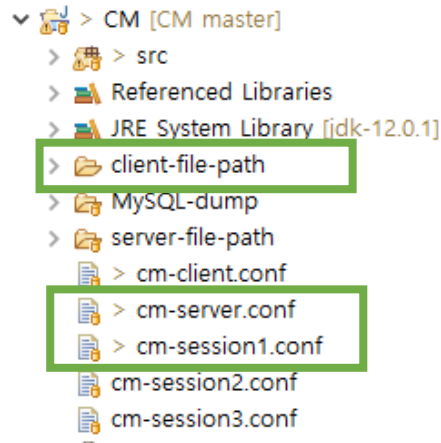 > CM [CM master]
> src
Referenced Libraries
JRE System Library [jdk-12.0.1]
client-file-path
MySQL-dump
server-file-path
cm-client.conf
> cm-server.conf
> cm-session1.conf
cm-session2.conf
cm-session3.conf